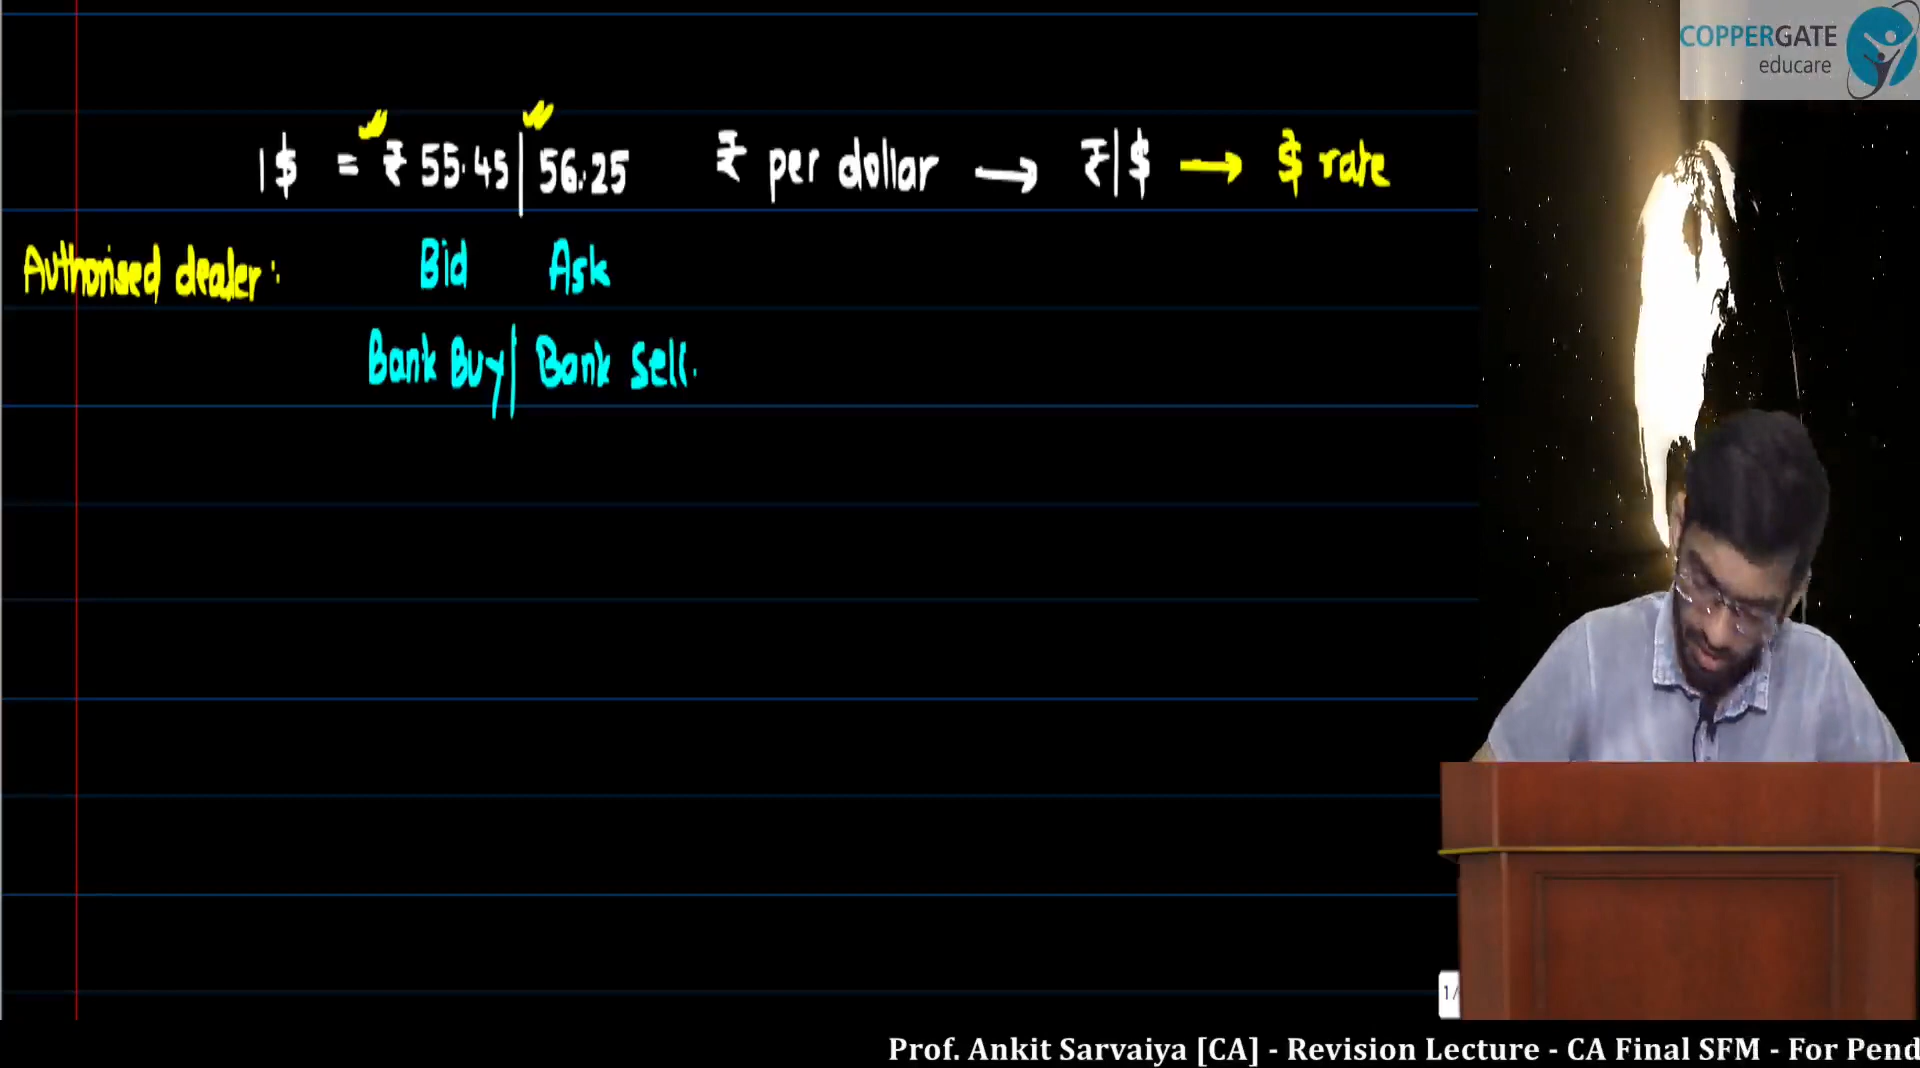 COPPERGATE
educare
1$ = ₹ 55.45|56.25 ₹ per dollar → ₹|$ → $ rate
Authorised dealer: Bid Ask
Bank Buy| Bank Sell.
1/
Prof. Ankit Sarvaiya [CA] - Revision Lecture - CA Final SFM - For Pend